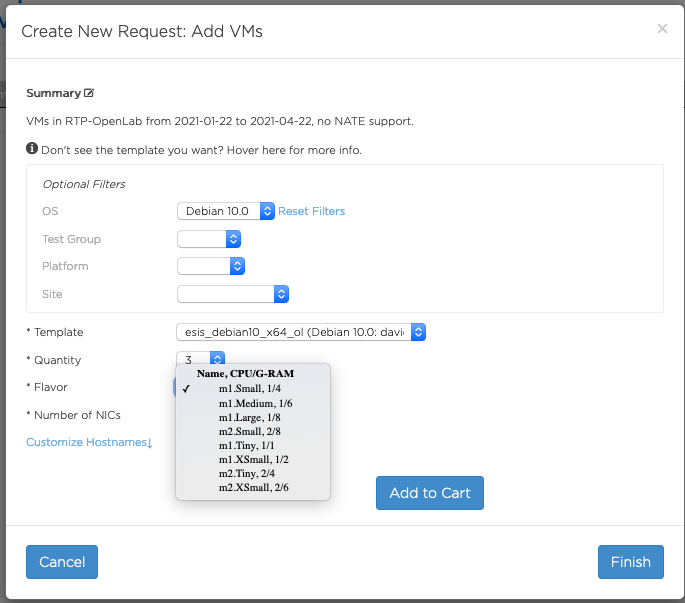 Create New Request: Add VMs
×
Summary
VMs in RTP-OpenLab from 2021-01-22 to 2021-04-22, no NATE support.
Don't see the template you want? Hover here for more info.
Optional Filters
OS Debian 10.0 Reset Filters
Test Group
Platform
Site
* Template esis_debian10_x64_ol (Debian 10.0: davi
* Quantity 3
* Flavor
* Number of NICs
Name, CPU/G-RAM
✓ m1.Small, 1/4
m1.Medium, 1/6
m1.Large, 1/8
m2.Small, 2/8
m1.Tiny, 1/1
m1.XSmall, 1/2
m2.Tiny, 2/4
m2.XSmall, 2/6
Customize Hostnames↓
Add to Cart
Cancel
Finish